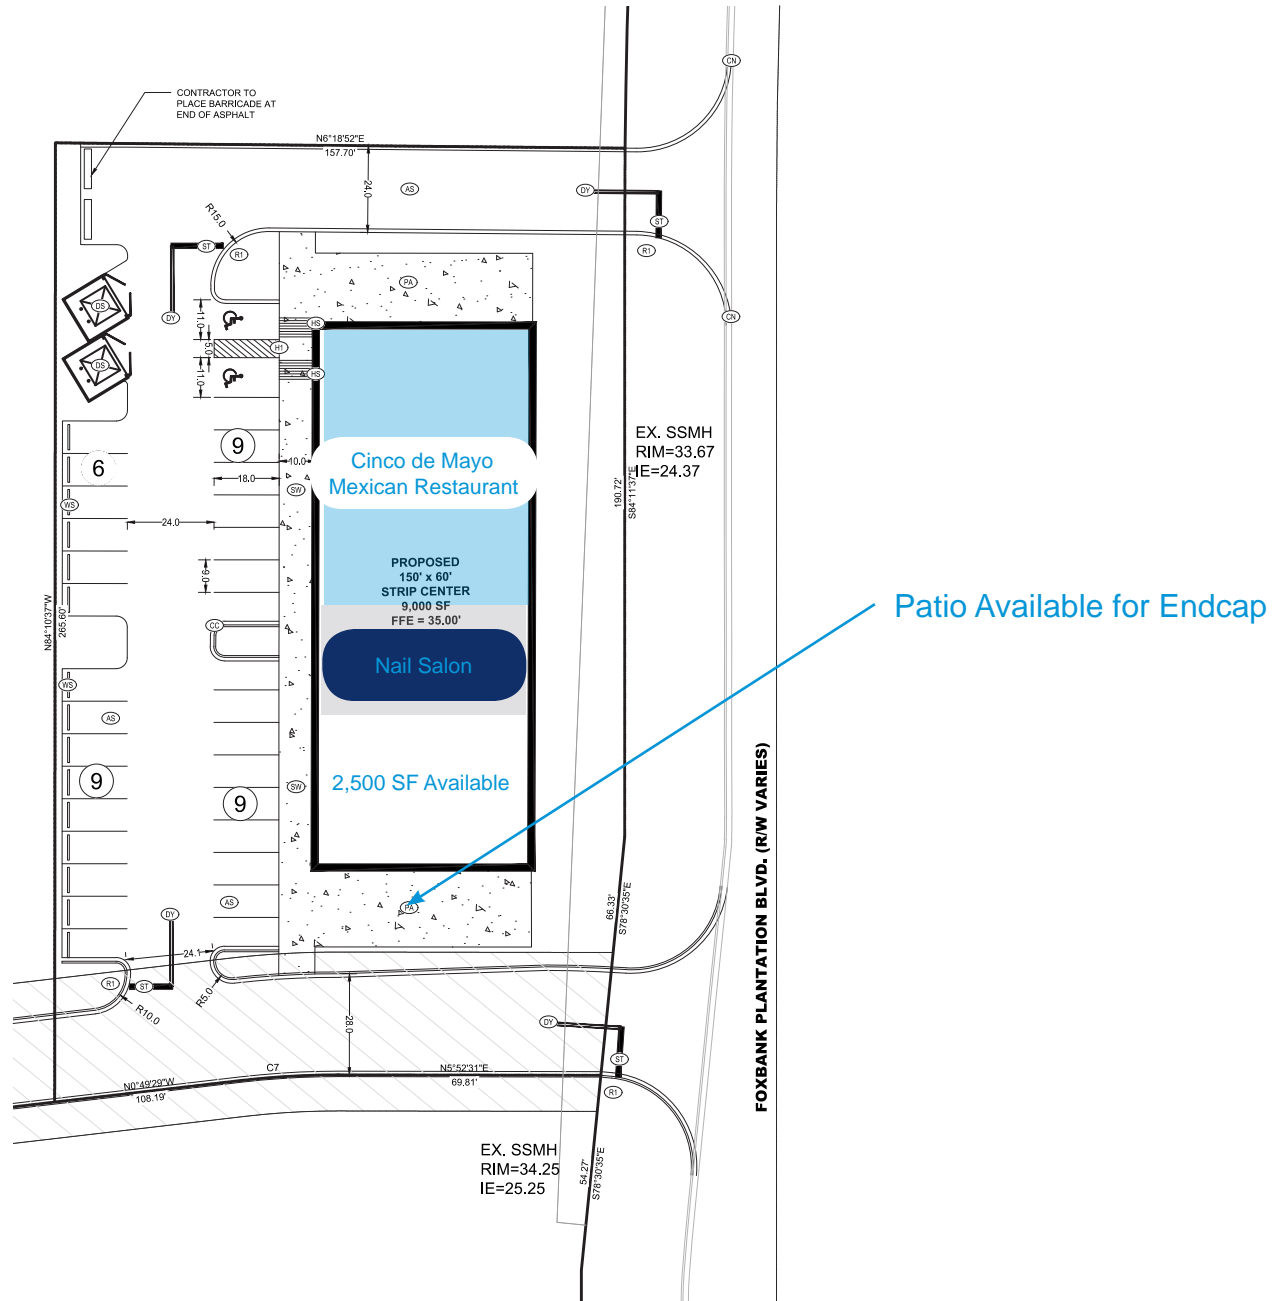 CN
CONTRACTOR TO
PLACE BARRICADE AT
END OF ASPHALT
N6°18'52"E
157.70'
24.0
AS
DY
ST
R1
R15.0
ST
R1
DY
CN
PA
DS
DS
11.0
5.0
11.0
HS
H1
HS
EX. SSMH
RIM=33.67
IE=24.37
190.72'
S84°11'37"E
9
6
10.0
18.0
SW
WS
24.0
9.0
Cinco de Mayo
Mexican Restaurant
PROPOSED
150' x 60'
STRIP CENTER
9,000 SF
FFE = 35.00'
Patio Available for Endcap
N84°10'37"W
265.60'
CC
Nail Salon
WS
AS
9
9
SW
2,500 SF Available
FOXBANK PLANTATION BLVD. (R/W VARIES)
AS
PA
DY
66.33'
S78°30'35"E
24.1
R1
ST
R10.0
R5.0
28.0
DY
ST
R1
C7
N5°52'31"E
69.81'
N0°49'29"W
108.19'
EX. SSMH
RIM=34.25
IE=25.25
54.27'
S78°30'35"E